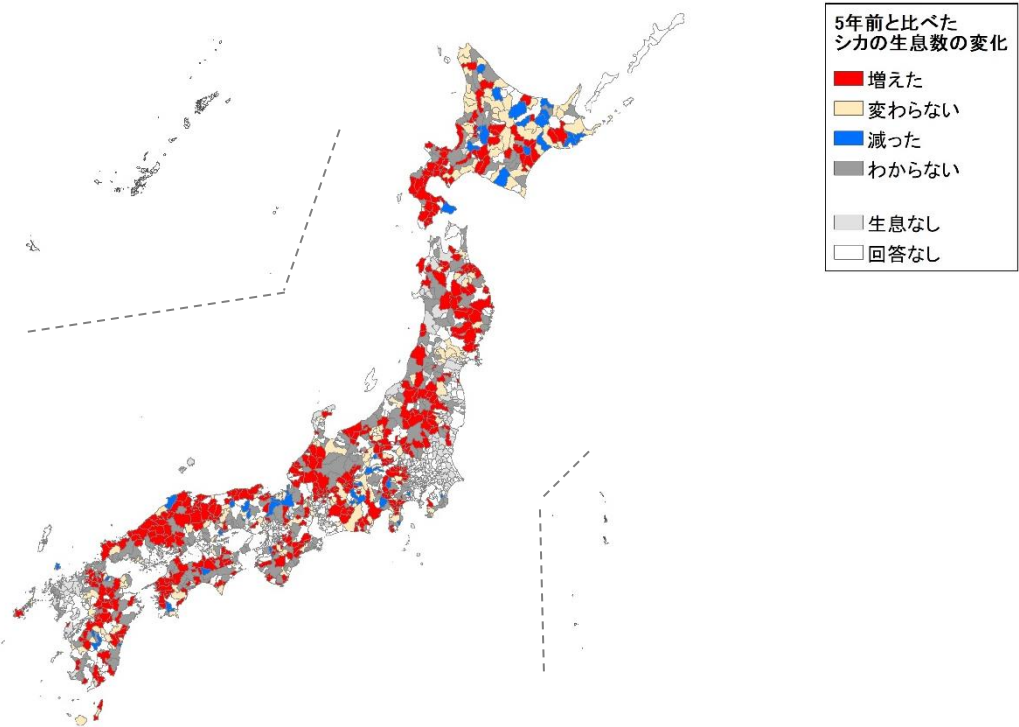 5年前と比べた
シカの生息数の変化
増えた
変わらない
減った
わからない
生息なし
回答なし